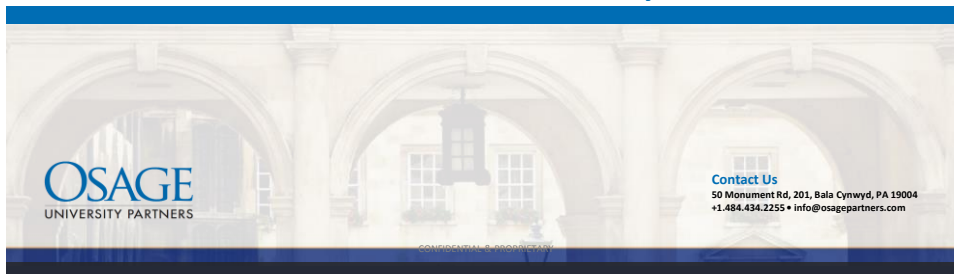 OSAGE
UNIVERSITY PARTNERS
Contact Us
50 Monument Rd, 201, Bala Cynwyd, PA 19004
+1.484.434.2255 • info@osagepartners.com
CONFIDENTIAL & PROPRIETARY